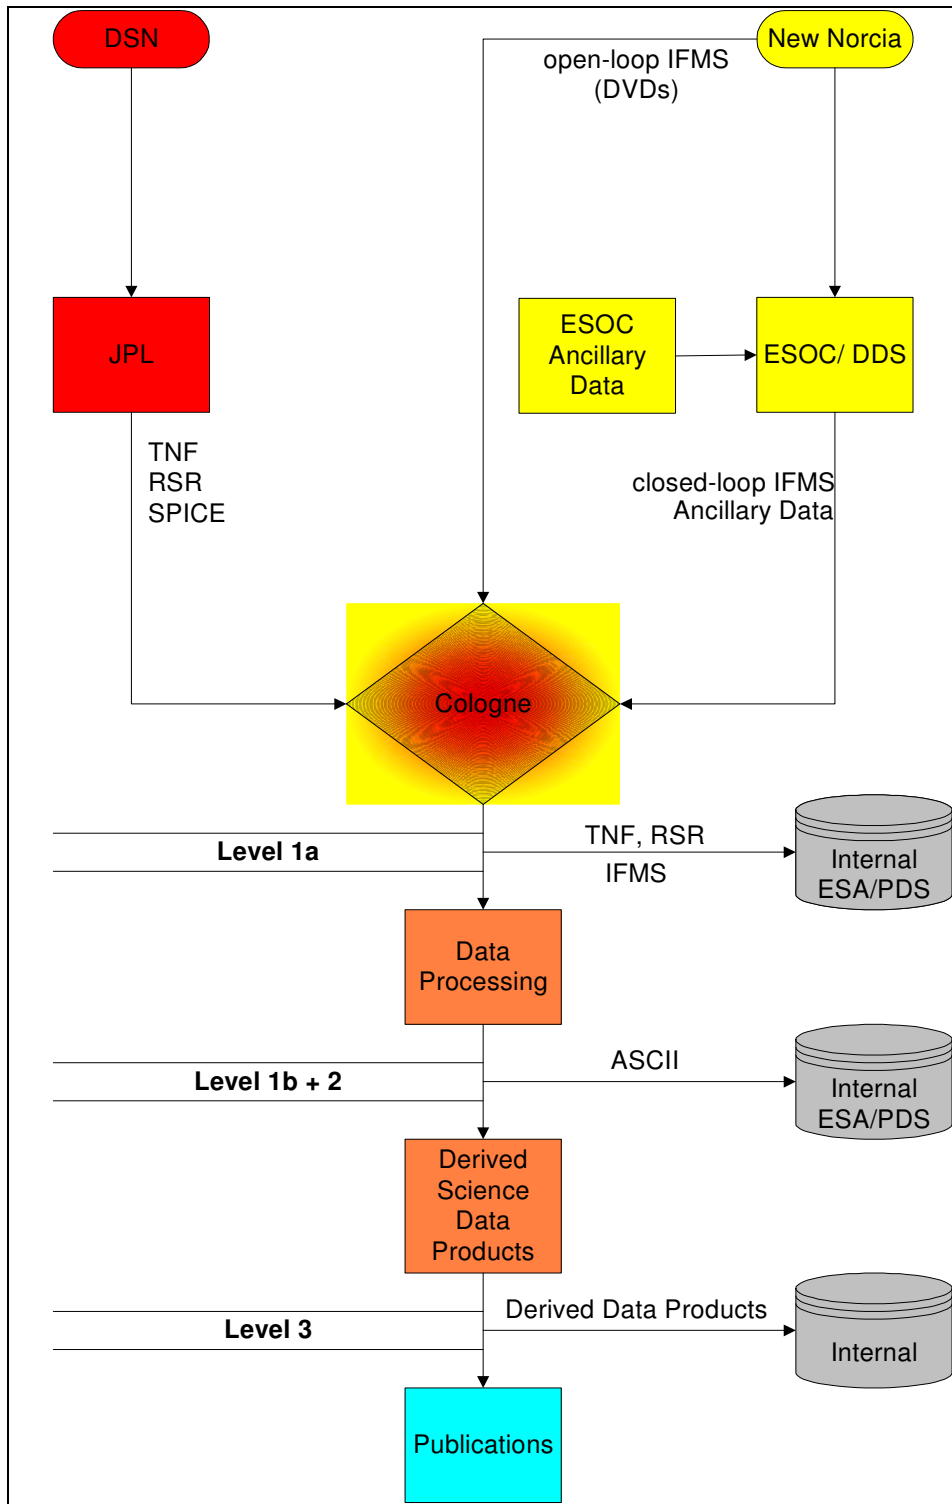 DSN
New Norcia
open-loop IFMS
(DVDs)
JPL
ESOC
Ancillary
Data
ESOC/ DDS
TNF
RSR
SPICE
closed-loop IFMS
Ancillary Data
Cologne
Level 1a
TNF, RSR
IFMS
Internal
ESA/PDS
Data
Processing
Level 1b + 2
ASCII
Internal
ESA/PDS
Derived
Science
Data
Products
Level 3
Derived Data Products
Internal
Publications